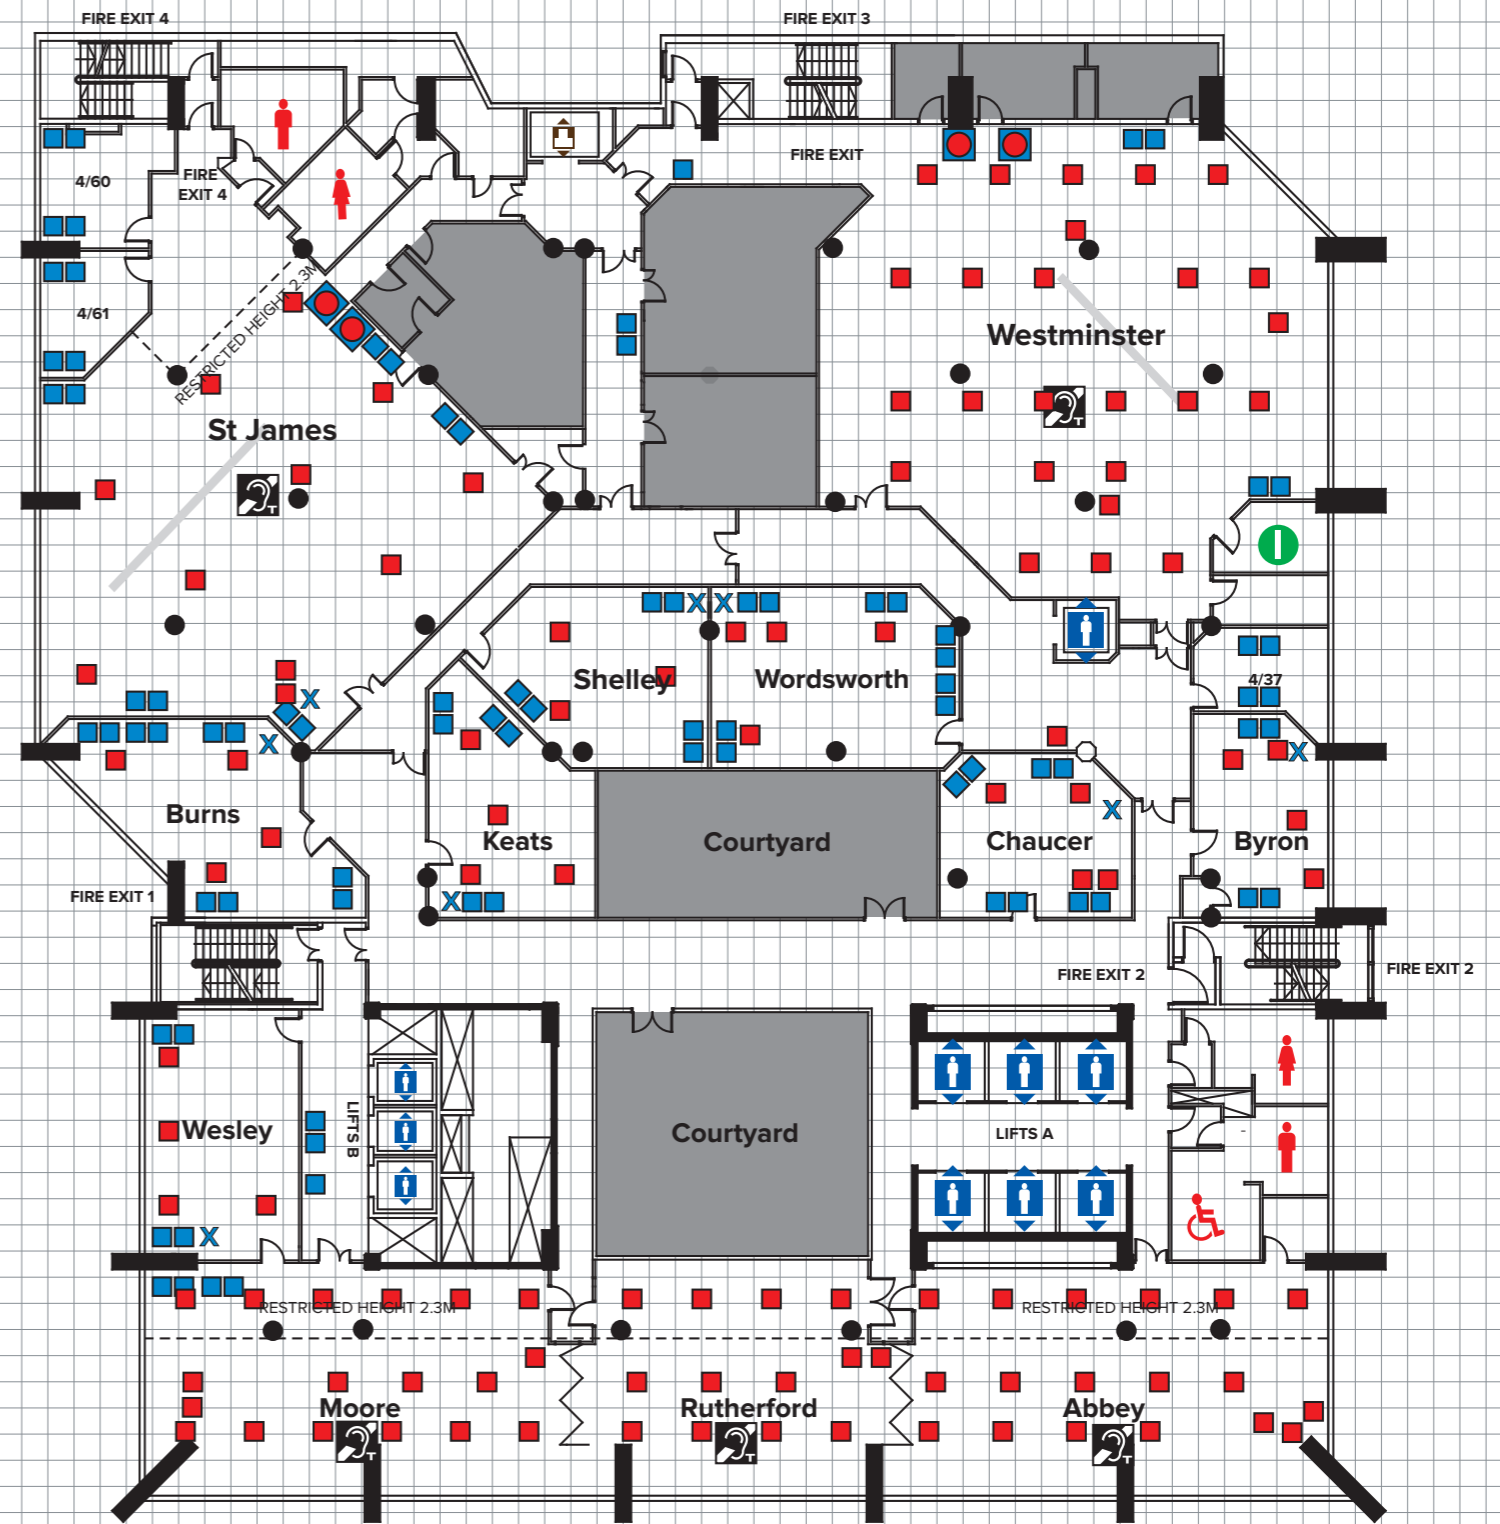 FIRE EXIT 4
FIRE EXIT 3
FIRE EXIT
4/60
FIRE
EXIT 4
RESTRICTED HEIGHT 2.3M
4/61
Westminster
St James
T
T
X
X
Shelley
Wordsworth
4/37
X
X
X
X
Burns
Keats
Courtyard
Chaucer
Byron
FIRE EXIT 1
X
FIRE EXIT 2
FIRE EXIT 2
LIFTS B
Wesley
Courtyard
LIFTS A
X
RESTRICTED HEIGHT 2.3M
RESTRICTED HEIGHT 2.3M
Moore
Rutherford
Abbey
T
T
T